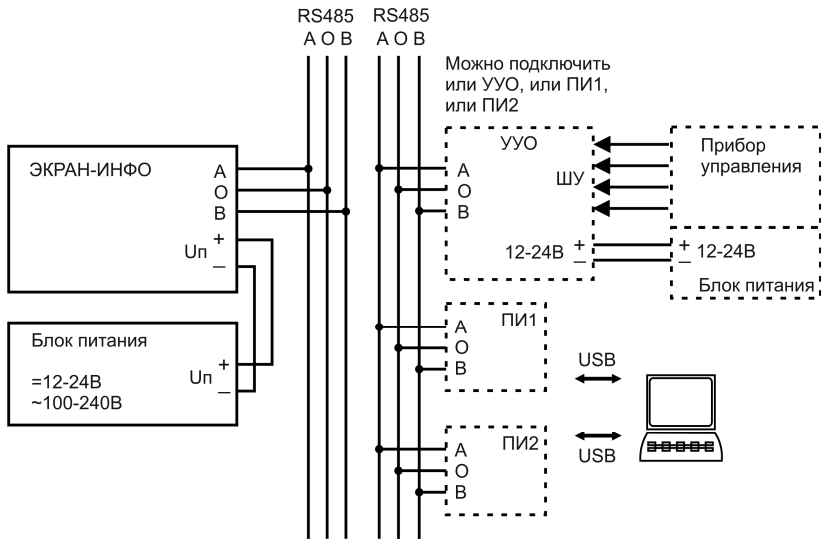 RS485 RS485
А О В А О В
Можно подключить
или УУО, или ПИ1,
или ПИ2
ЭКРАН-ИНФО
А
О
В
Uп
+
_
Блок питания
=12-24В
~100-240В
Uп
+
_
УУО
А
О
В
ШУ
12-24В
+
_
Прибор
управления
+
_
12-24В
Блок питания
ПИ1
А
О
В
USB
ПИ2
А
О
В
USB